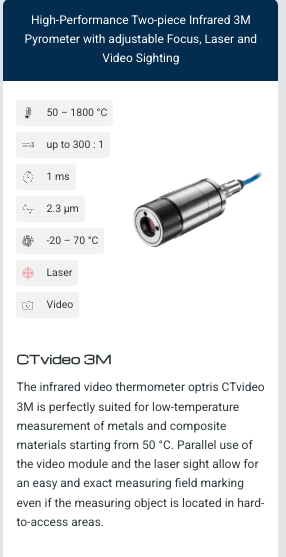 High-Performance Two-piece Infrared 3M
Pyrometer with adjustable Focus, Laser and
Video Sighting
50 – 1800 °C
up to 300 : 1
1 ms
2.3 µm
-20 – 70 °C
Laser
Video
CTvideo 3M
The infrared video thermometer optris CTvideo
3M is perfectly suited for low-temperature
measurement of metals and composite
materials starting from 50 °C. Parallel use of
the video module and the laser sight allow for
an easy and exact measuring field marking
even if the measuring object is located in hard-
to-access areas.